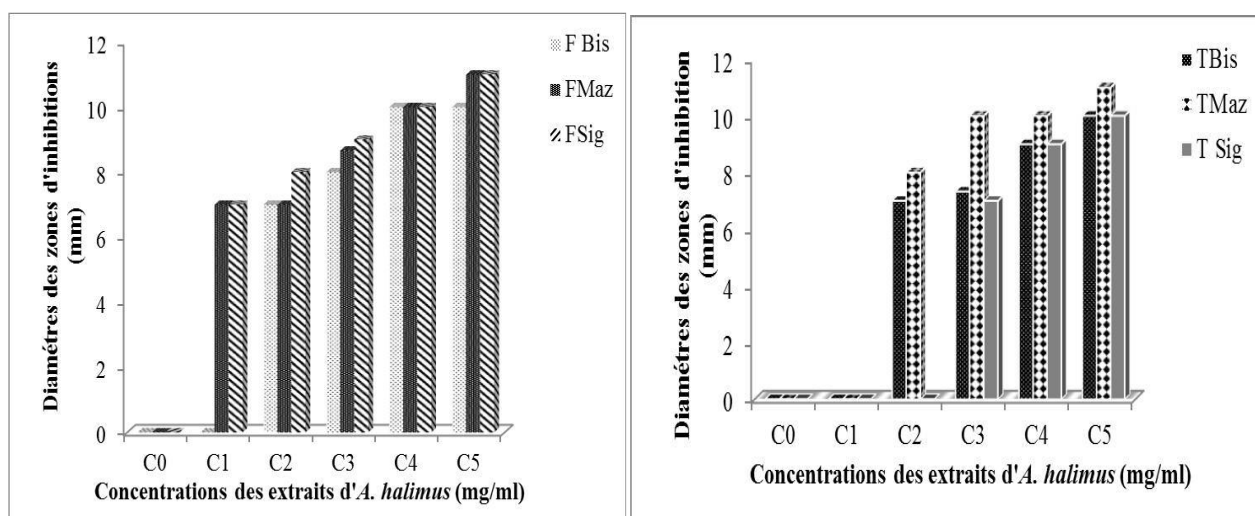 Diamétres des zones d'inhibitions
(mm)
12
10
8
6
4
2
0
C0 C1 C2 C3 C4 C5
Concentrations des extraits d'A. halimus (mg/ml)
F Bis
FMaz
FSig
Diamétres des zones d'inhibition
(mm)
12
10
8
6
4
2
0
C0 C1 C2 C3 C4 C5
Concentrations des extraits d'A. halimus (mg/ml)
TBis
TMaz
T Sig